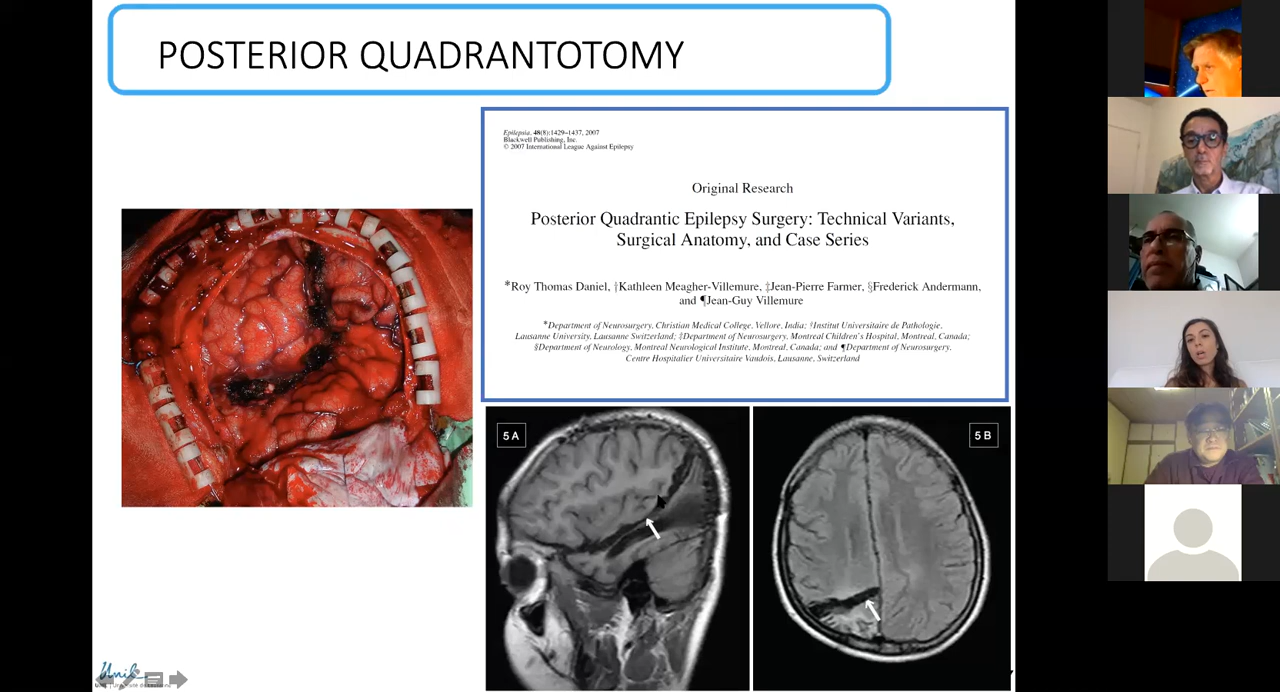 POSTERIOR QUADRANTOTOMY
Epilepsia, 48(8):1429–1437, 2007
Blackwell Publishing, Inc.
© 2007 International League Against Epilepsy
Original Research
Posterior Quadrantic Epilepsy Surgery: Technical Variants,
Surgical Anatomy, and Case Series
*Roy Thomas Daniel, †Kathleen Meagher-Villemure, ‡Jean-Pierre Farmer, §Frederick Andermann,
and ¶Jean-Guy Villemure
*Department of Neurosurgery, Christian Medical College, Vellore, India; †Institut Universitaire de Pathologie,
Lausanne University, Lausanne Switzerland; ‡Department of Neurosurgery, Montreal Children's Hospital, Montreal, Canada;
§Department of Neurology, Montreal Neurological Institute, Montreal, Canada; and ¶Department of Neurosurgery,
Centre Hospitalier Universitaire Vaudois, Lausanne, Switzerland
5 A
5 B
Unil